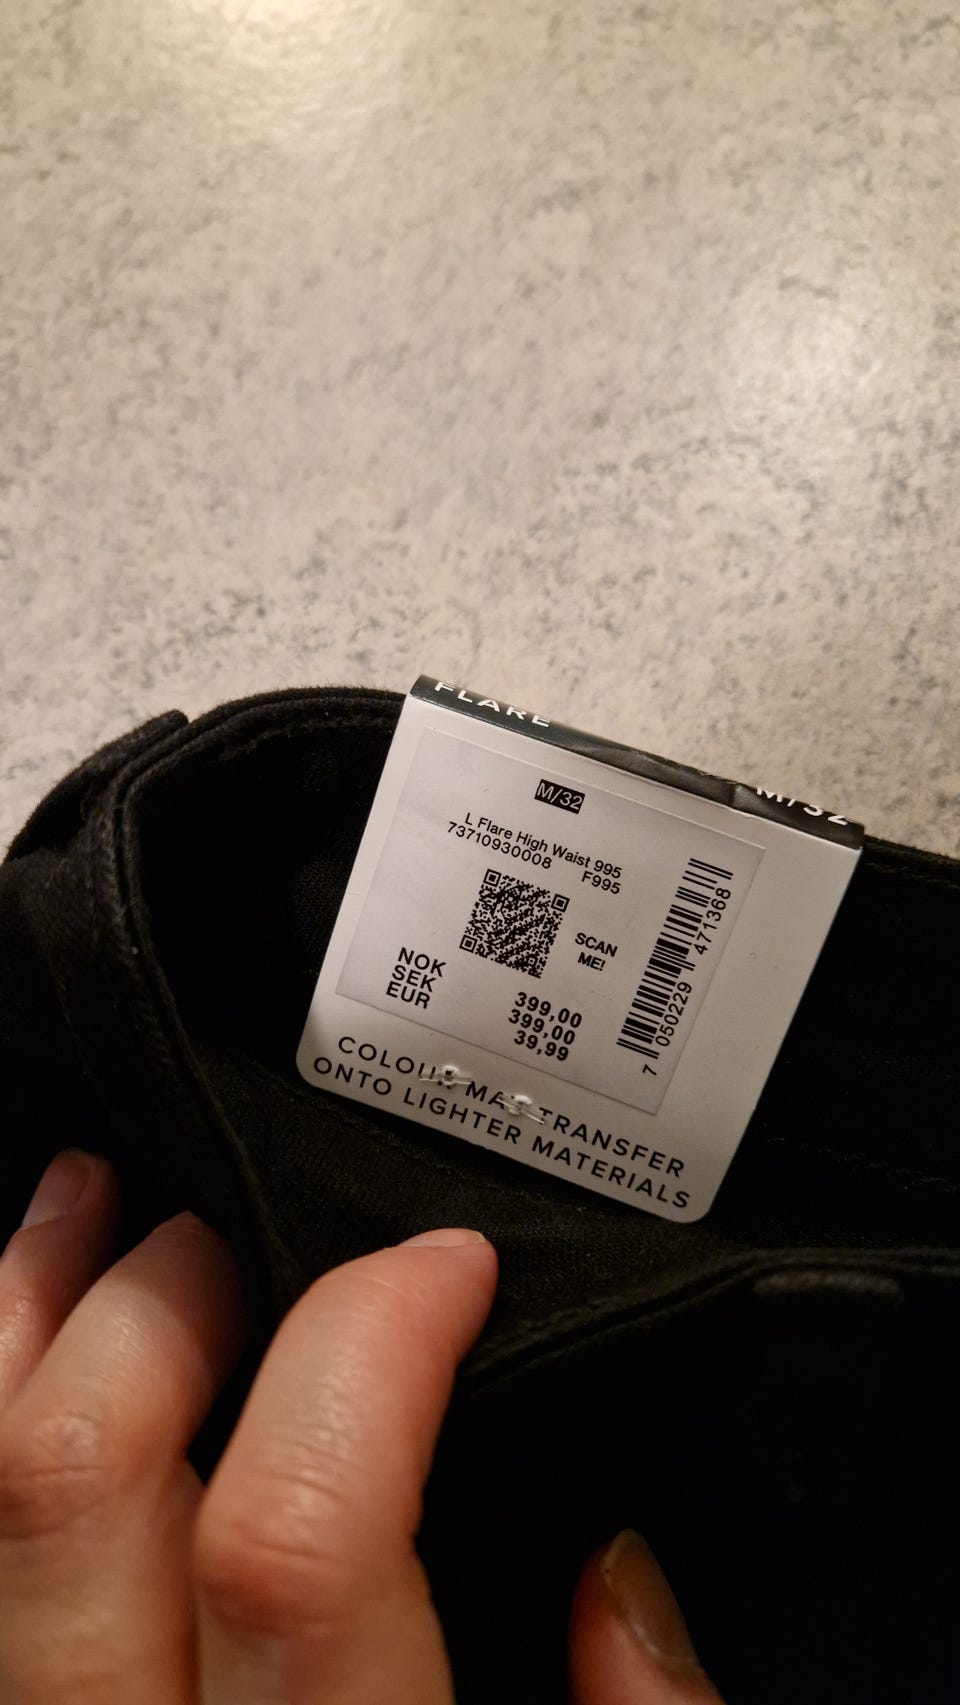 FLARE M/32
M/32
L Flare High Waist 995
73710930008 F995
SCAN
ME!
NOK 399,00
SEK 399,00
EUR 39,99
7 050229 471368
COLOUR MAY TRANSFER
ONTO LIGHTER MATERIALS